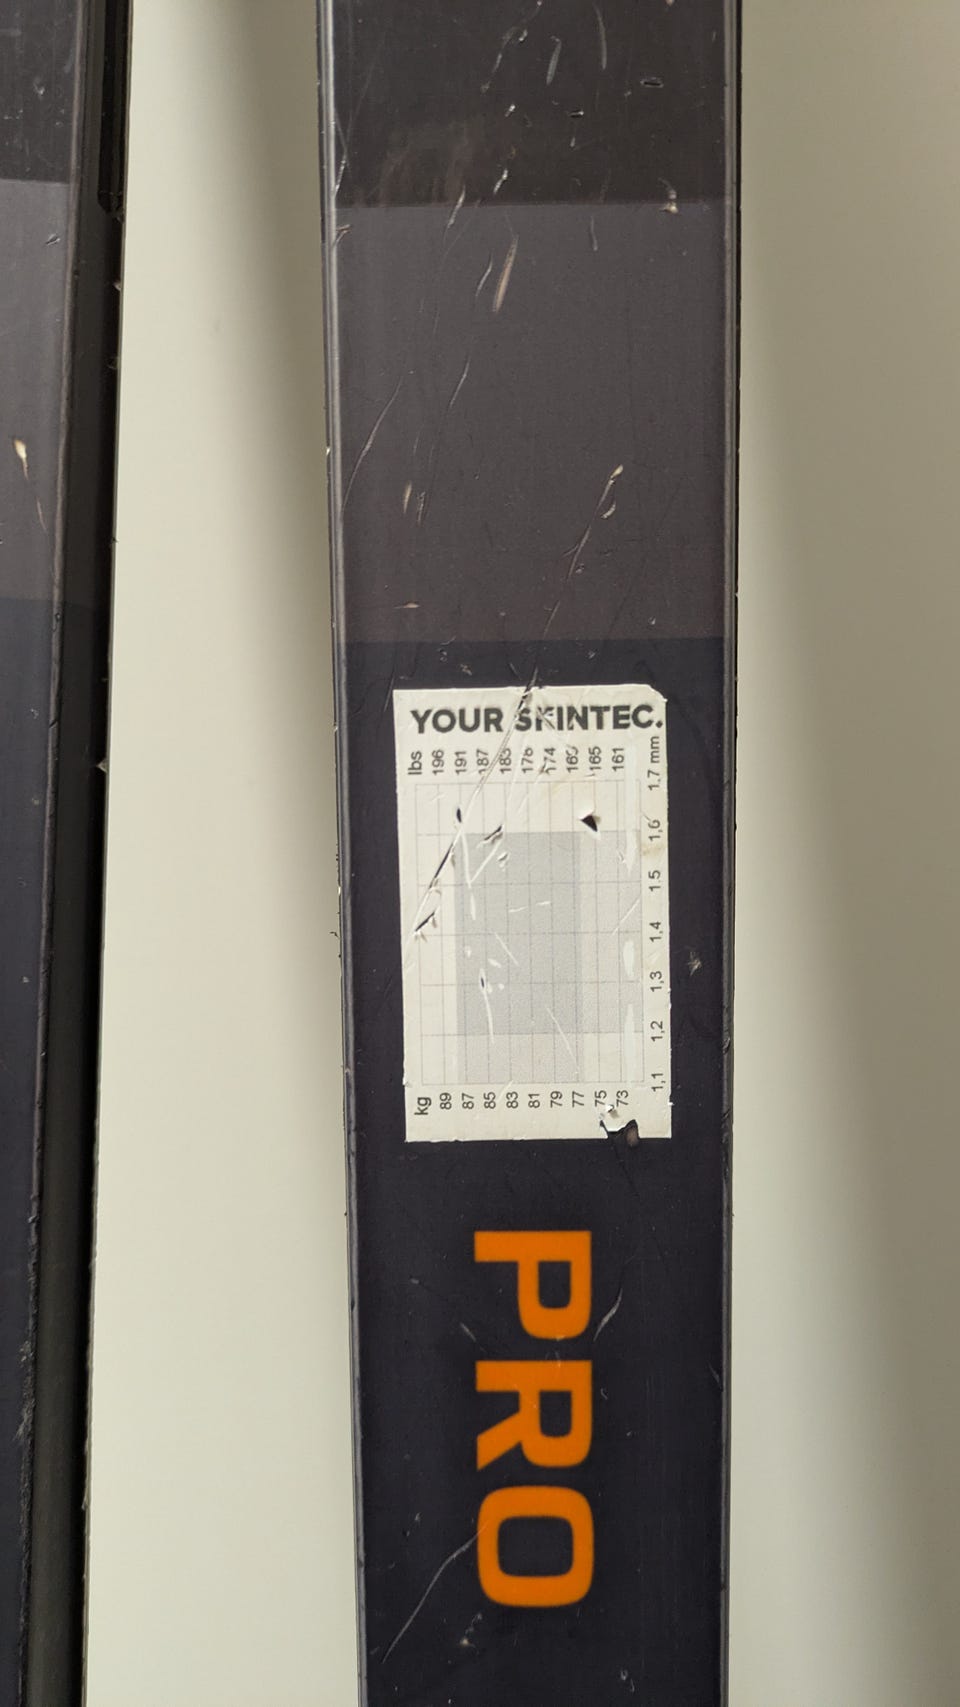 YOUR SKINTEC.
lbs 196 191 187 183 178 174 169 165 161
1.7 mm
1,6
1.5
1,4
1,3
1,2
1,1
kg 89 87 85 83 81 79 77 75 73
PRO